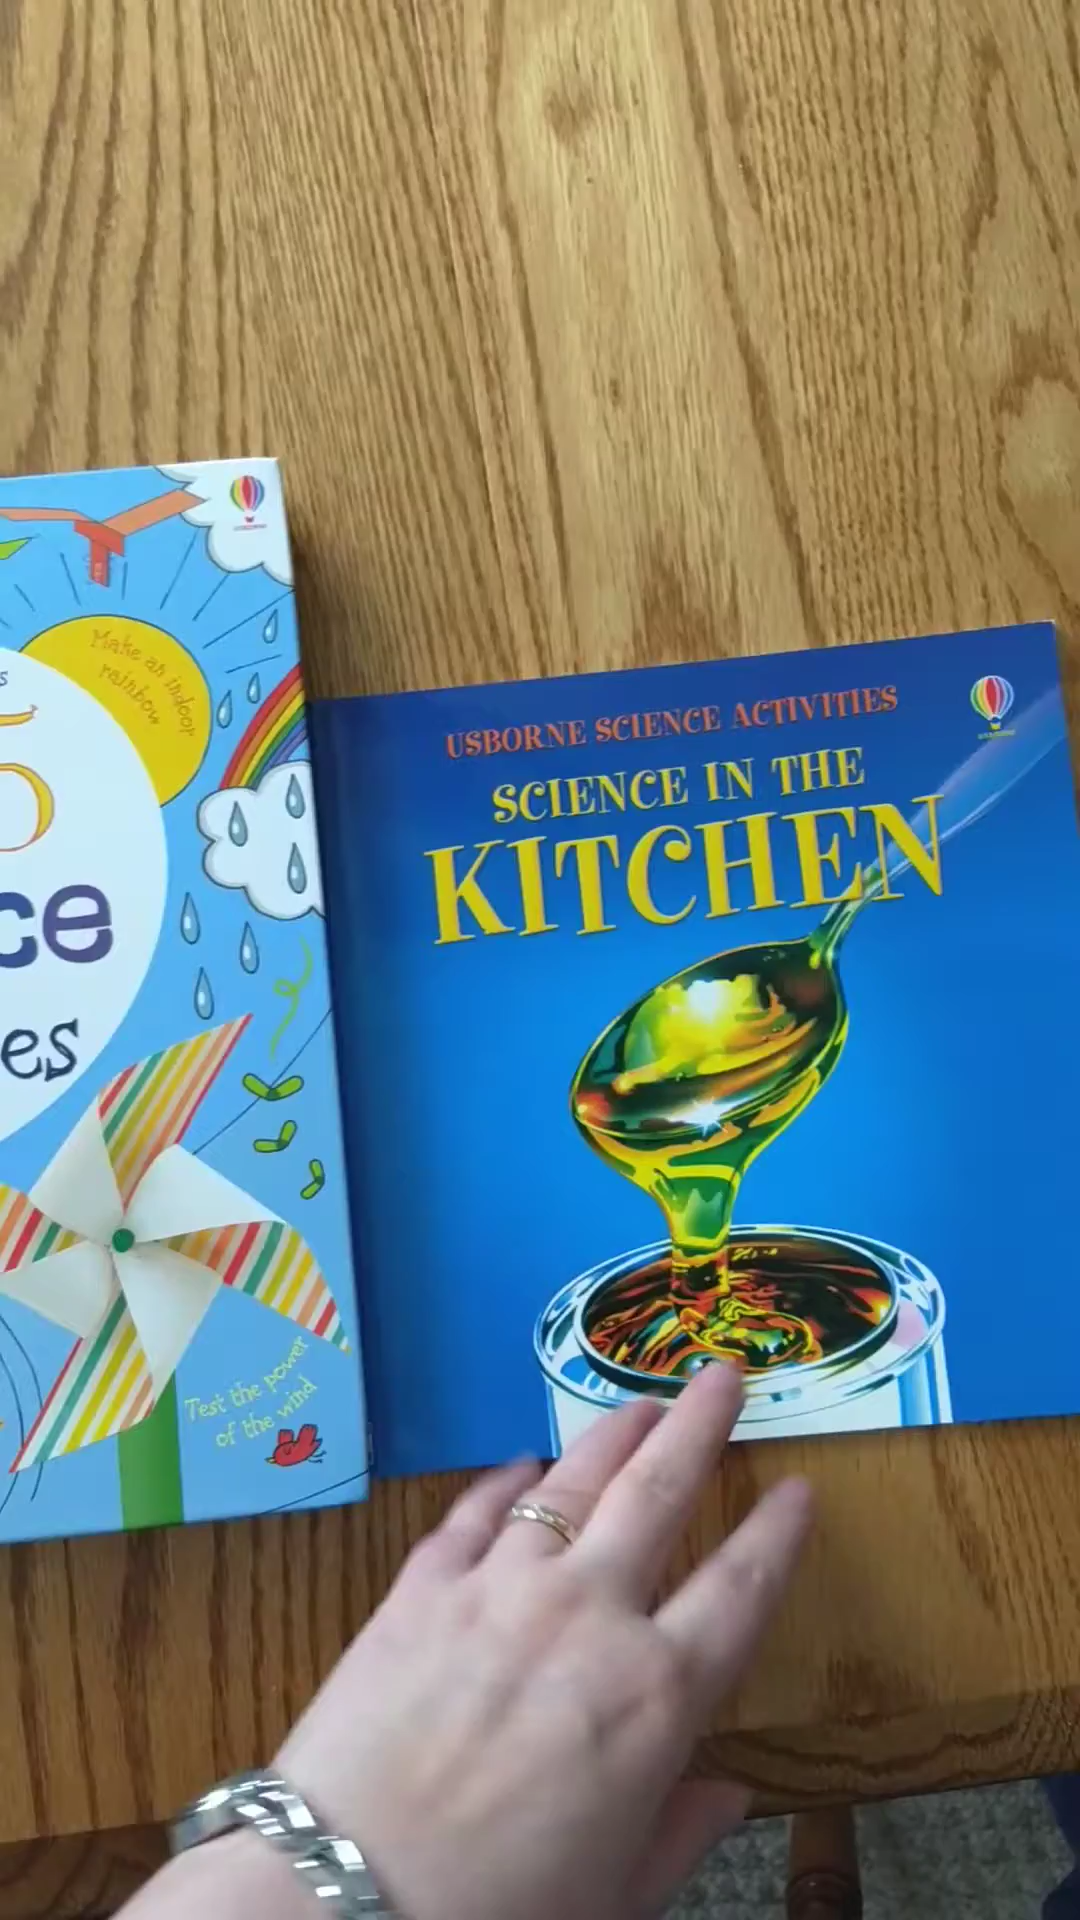 Make an indoor
rainbow
s
5
ce
es
Test the power
of the wind
USBORNE SCIENCE ACTIVITIES
SCIENCE IN THE
KITCHEN